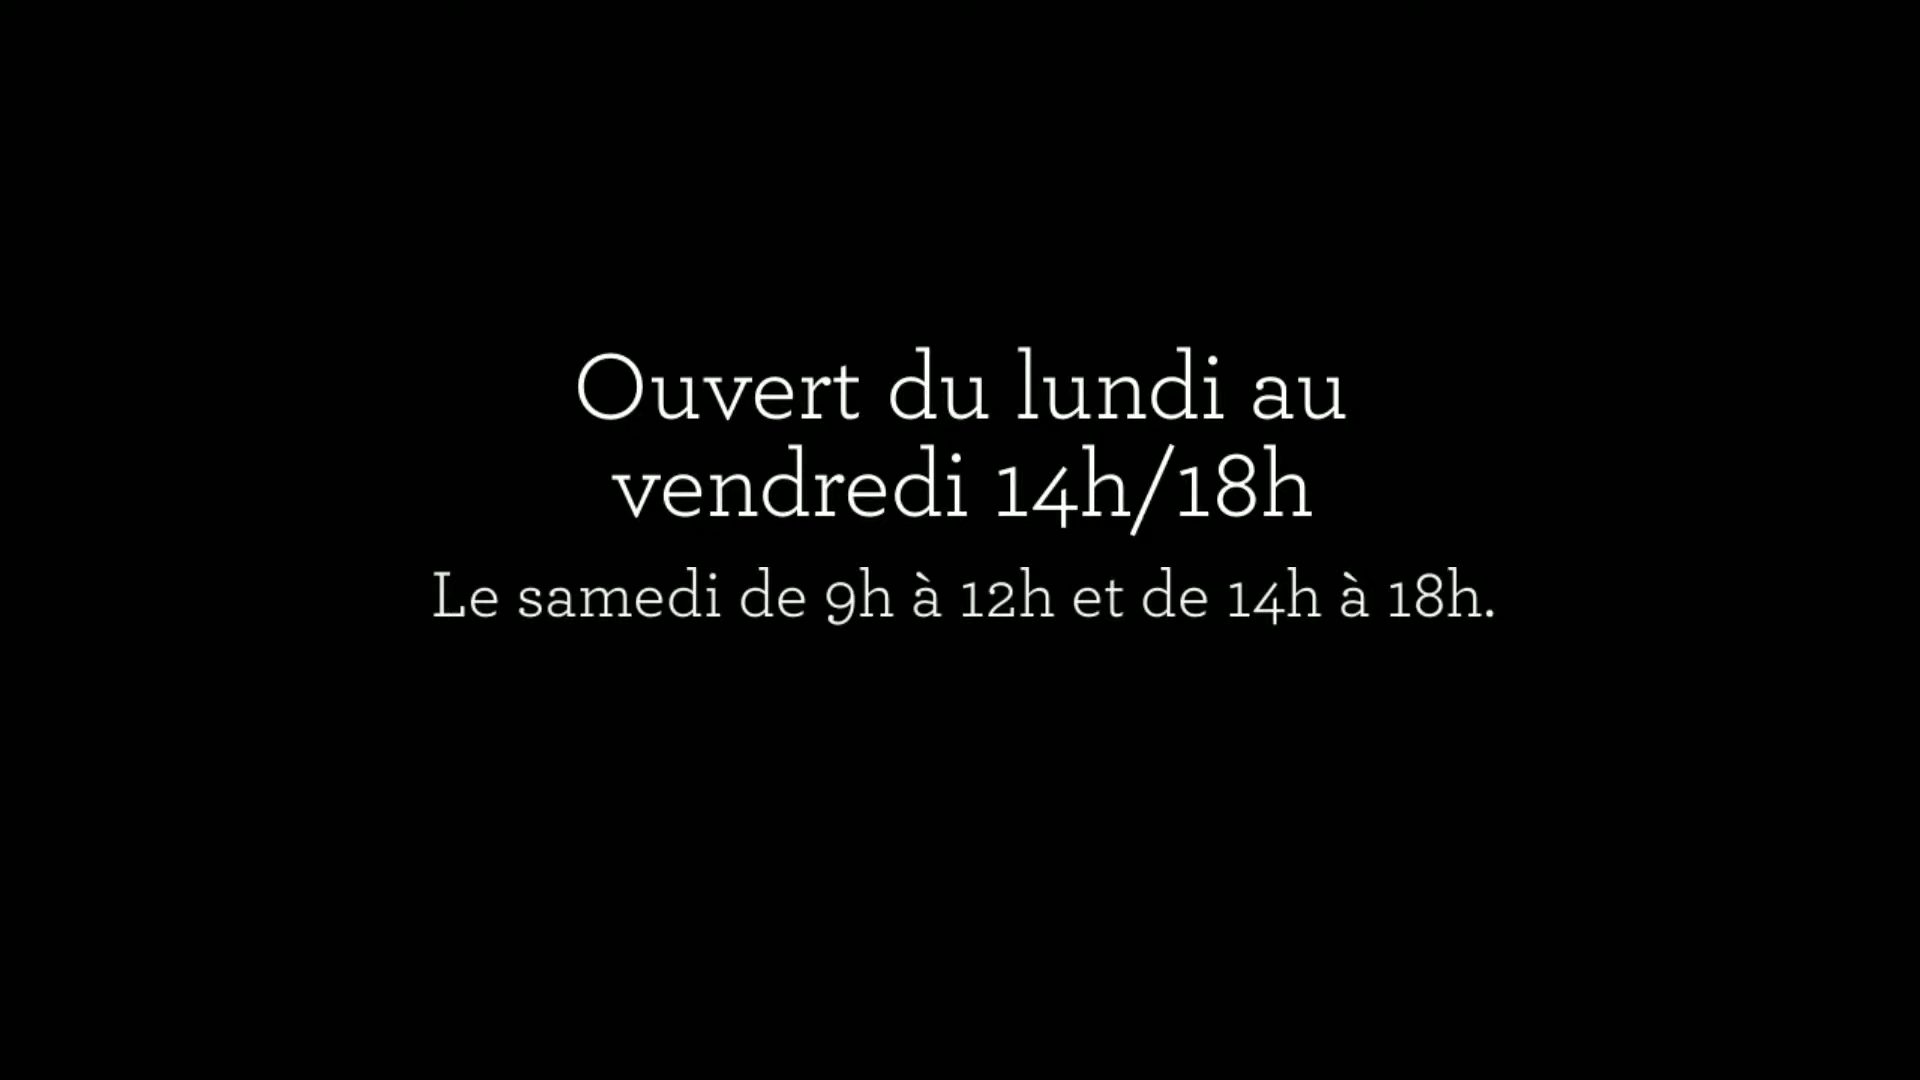 Ouvert du lundi au
vendredi 14h/18h
Le samedi de 9h à 12h et de 14h à 18h.